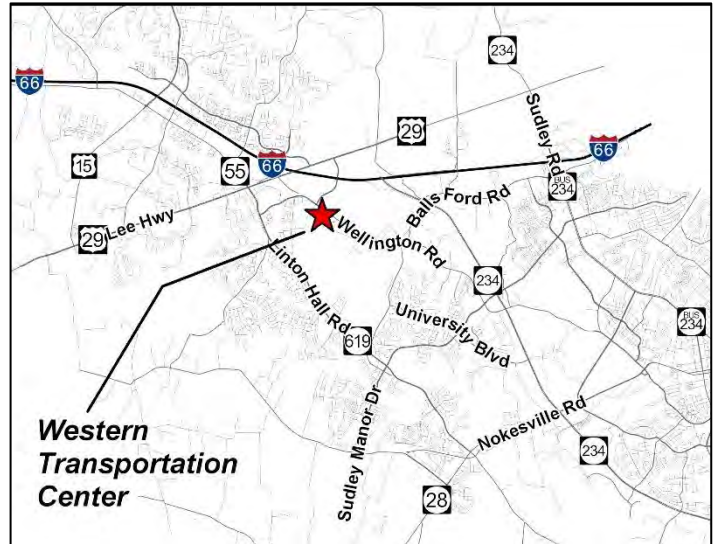 234
66
29
Sudley Rd
66
15
55
66
BUS
234
Balls Ford Rd
29
Lee Hwy
Wellington Rd
Linton Hall Rd
234
University Blvd
BUS
234
619
Western
Transportation
Center
Sudley Manor Dr
Nokesville Rd
234
28